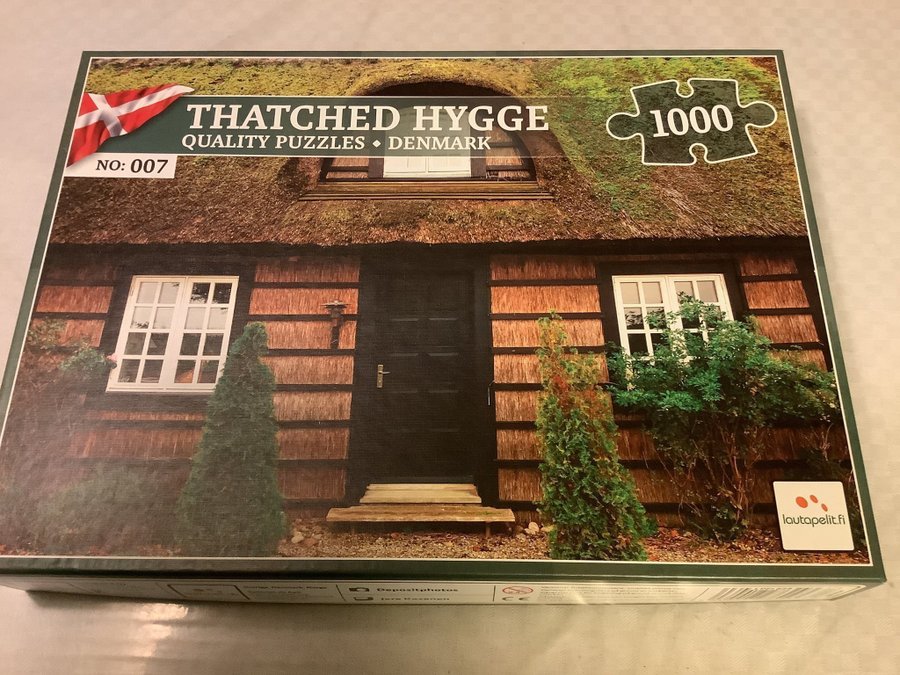 THATCHED HYGGE
QUALITY PUZZLES • DENMARK
1000
NO: 007
lautapelit.fi
Depositphotos